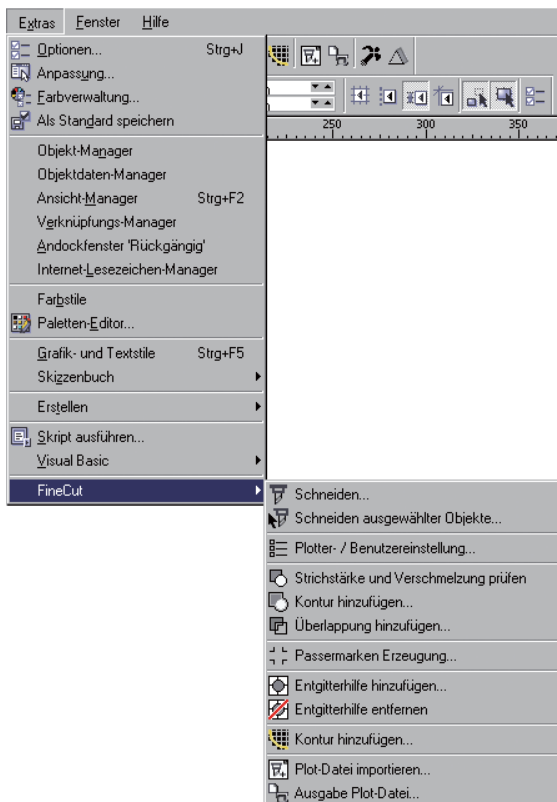 Extras Fenster Hilfe
Optionen... Strg+J
Anpassung...
Farbverwaltung...
Als Standard speichern
250 300 350
Objekt-Manager
Objektdaten-Manager
Ansicht-Manager Strg+F2
Verknüpfungs-Manager
Andockfenster 'Rückgängig'
Internet-Lesezeichen-Manager
Farbstile
Paletten-Editor...
Grafik- und Textstile Strg+F5
Skizzenbuch
Erstellen
Skript ausführen...
Visual Basic
FineCut
Schneiden...
Schneiden ausgewählter Objekte...
Plotter- / Benutzereinstellung...
Strichstärke und Verschmelzung prüfen
Kontur hinzufügen...
Überlappung hinzufügen...
Passermarken Erzeugung...
Entgitterhilfe hinzufügen...
Entgitterhilfe entfernen
Kontur hinzufügen...
Plot-Datei importieren...
Ausgabe Plot-Datei...